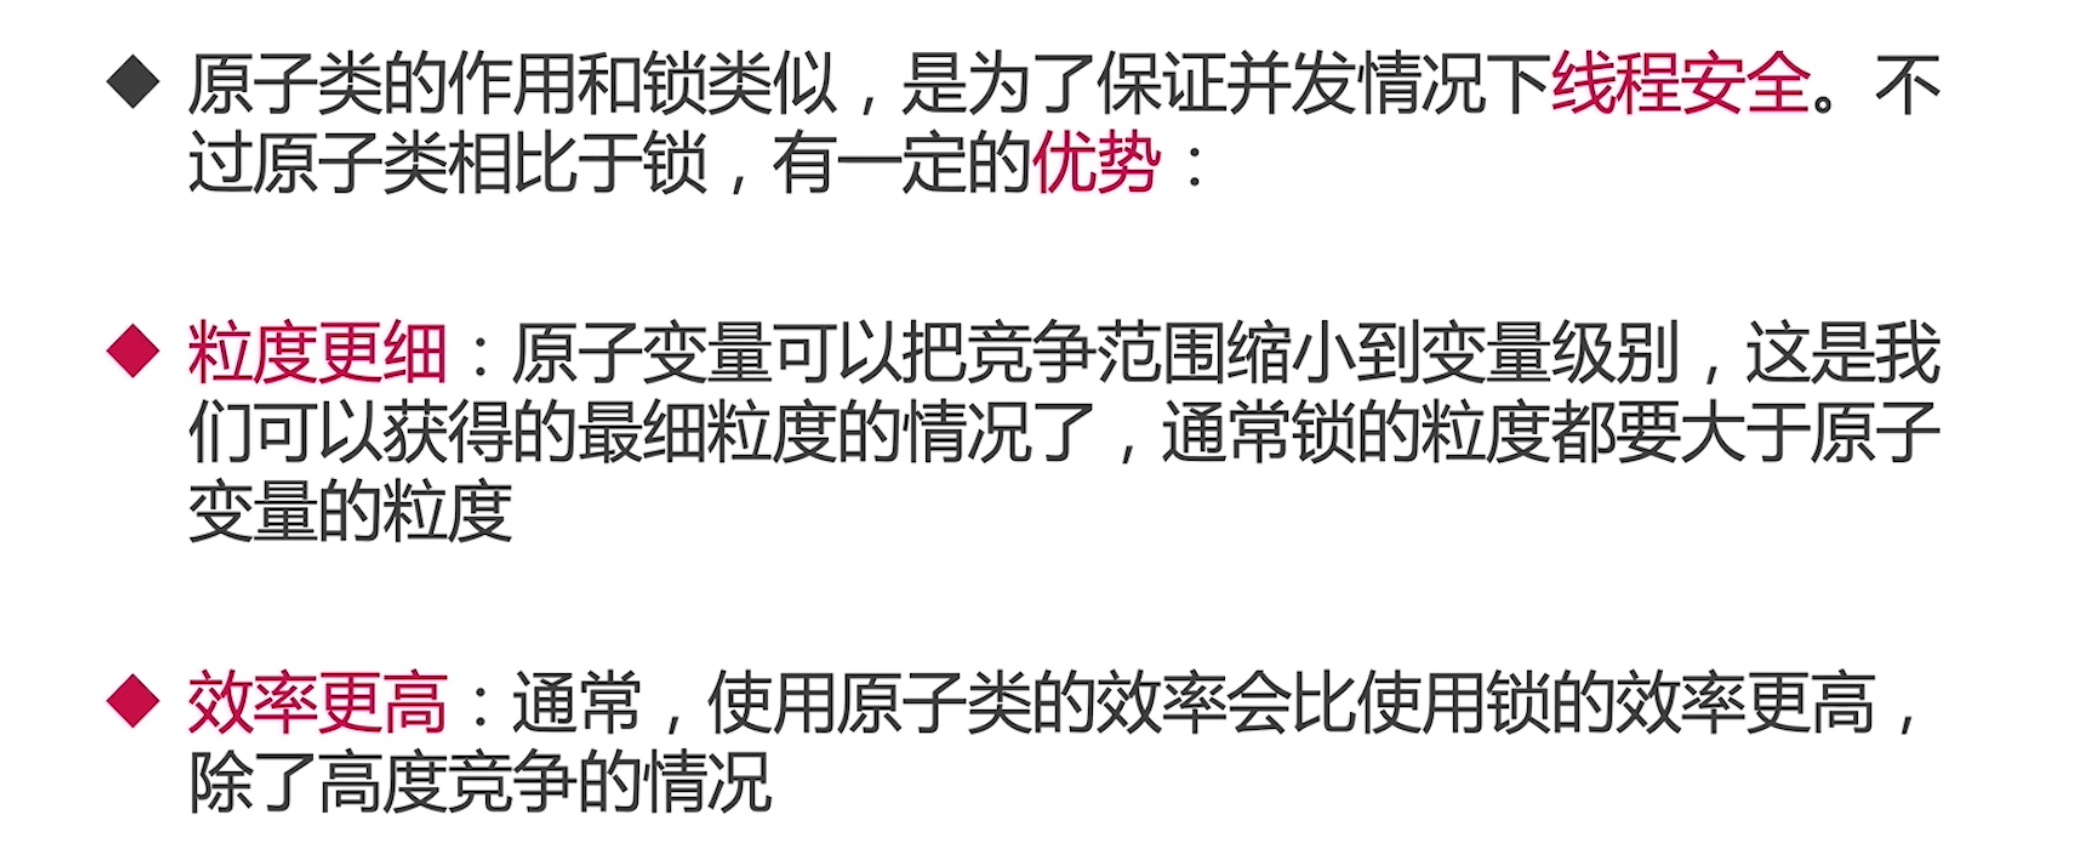 ◆ 原子类的作用和锁类似，是为了保证并发情况下线程安全。不
过原子类相比于锁，有一定的优势：
◆ 粒度更细：原子变量可以把竞争范围缩小到变量级别，这是我
们可以获得的最细粒度的情况了，通常锁的粒度都要大于原子
变量的粒度
◆ 效率更高：通常，使用原子类的效率会比使用锁的效率更高，
除了高度竞争的情况